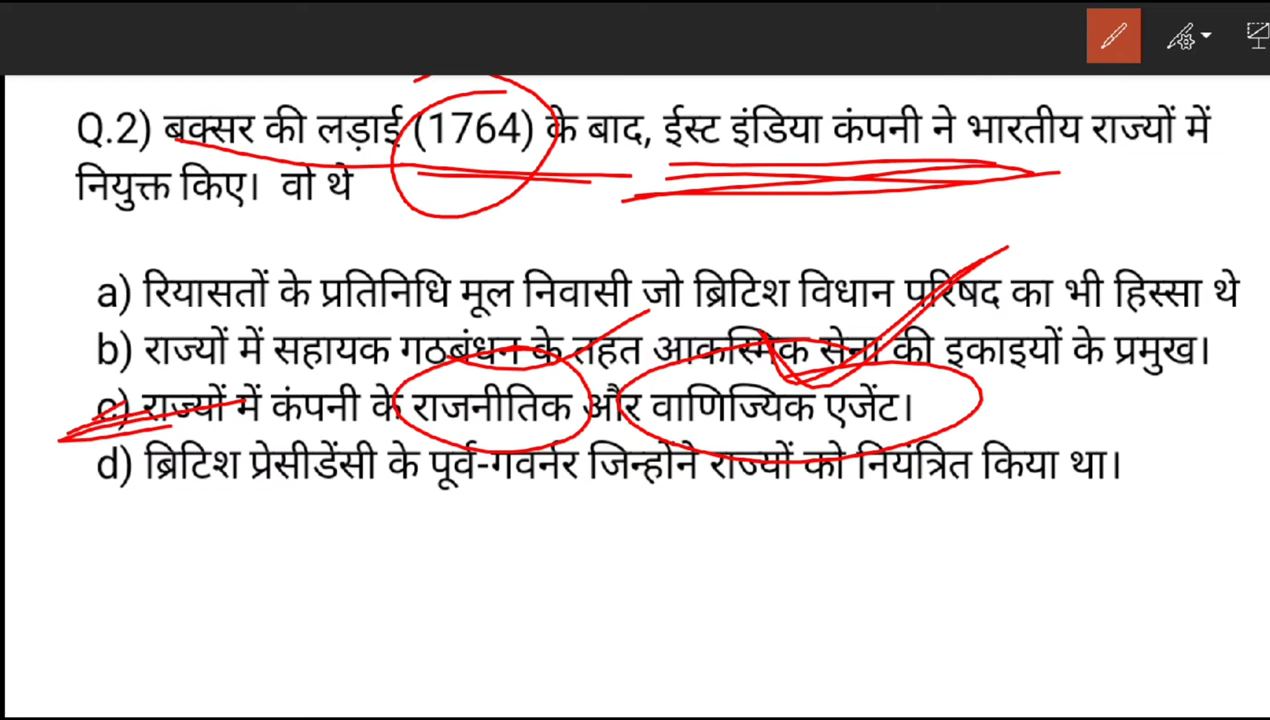 Q.2) बक्सर की लड़ाई (1764) के बाद, ईस्ट इंडिया कंपनी ने भारतीय राज्यों में
नियुक्त किए। वो थे
a) रियासतों के प्रतिनिधि मूल निवासी जो ब्रिटिश विधान परिषद का भी हिस्सा थे
b) राज्यों में सहायक गठबंधन के तहत आकस्मिक सेना की इकाइयों के प्रमुख।
c) राज्यों में कंपनी के राजनीतिक और वाणिज्यिक एजेंट।
d) ब्रिटिश प्रेसीडेंसी के पूर्व-गवर्नर जिन्होंने राज्यों को नियंत्रित किया था।